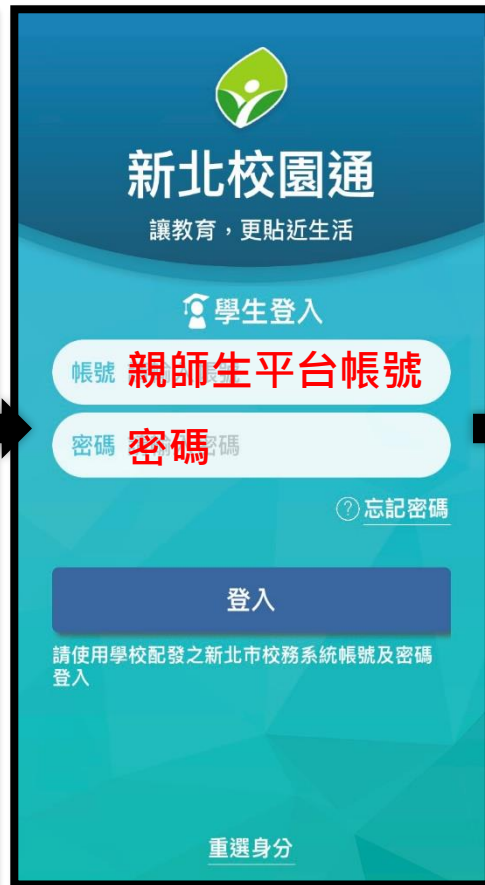 新北校園通
讓教育，更貼近生活
學生登入
帳號 親師生平台帳號
密碼 密碼
?忘記密碼
登入
請使用學校配發之新北市校務系統帳號及密碼
登入
重選身分